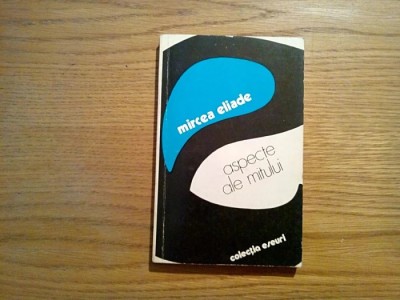 mircea eliade
aspecte
ale mitului
colecția eseuri